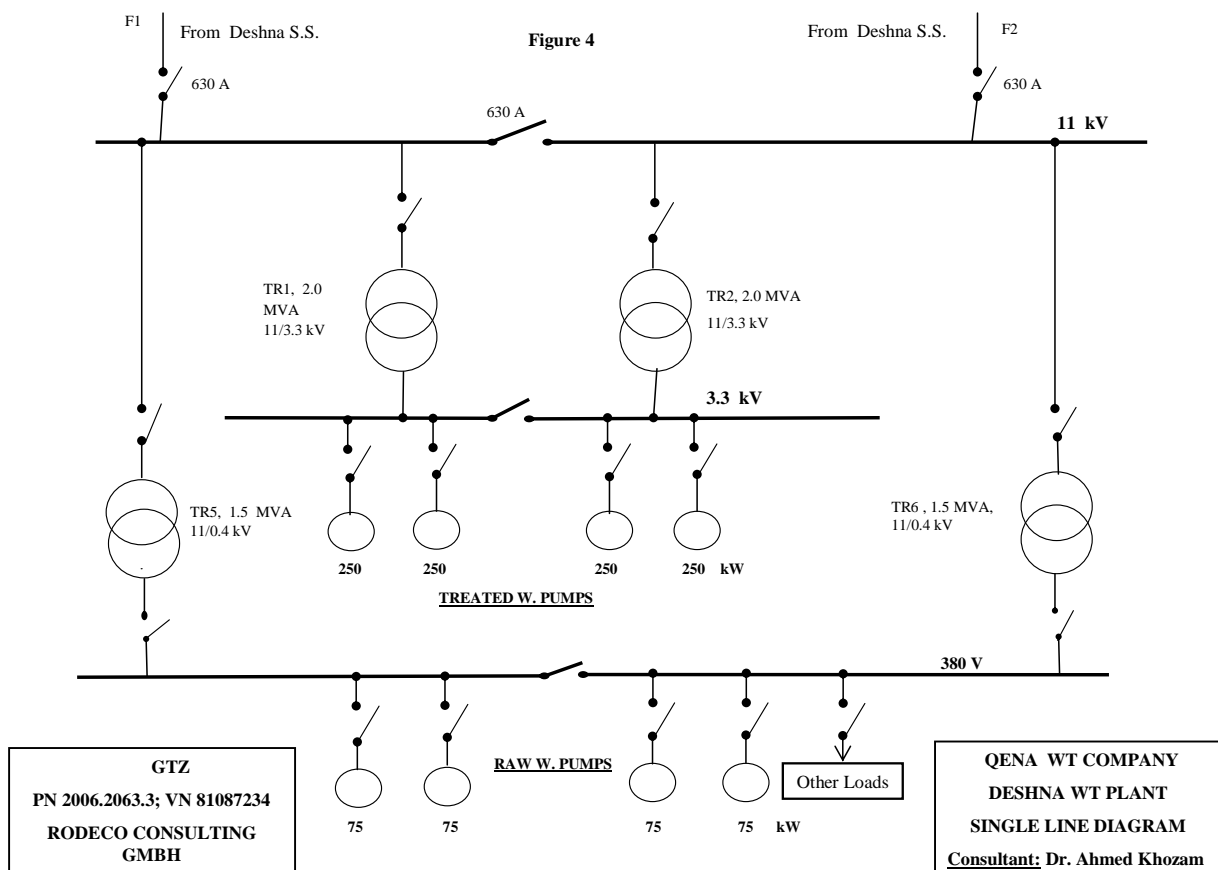 F1
From Deshna S.S.
Figure 4
From Deshna S.S.
F2
630 A
630 A
630 A
11 kV
TR1, 2.0
MVA
11/3.3 kV
TR2, 2.0 MVA
11/3.3 kV
3.3 kV
TR5, 1.5 MVA
11/0.4 kV
TR6 , 1.5 MVA,
11/0.4 kV
250
250
250
250 kW
TREATED W. PUMPS
380 V
RAW W. PUMPS
Other Loads
75
75
75
75 kW
GTZ
PN 2006.2063.3; VN 81087234
RODECO CONSULTING
GMBH
QENA WT COMPANY
DESHNA WT PLANT
SINGLE LINE DIAGRAM
Consultant: Dr. Ahmed Khozam